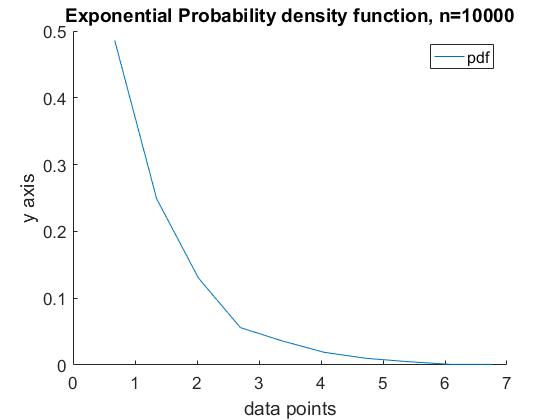 Exponential Probability density function, n=10000
pdf
y axis
0.5
0.4
0.3
0.2
0.1
0
0 1 2 3 4 5 6 7
data points